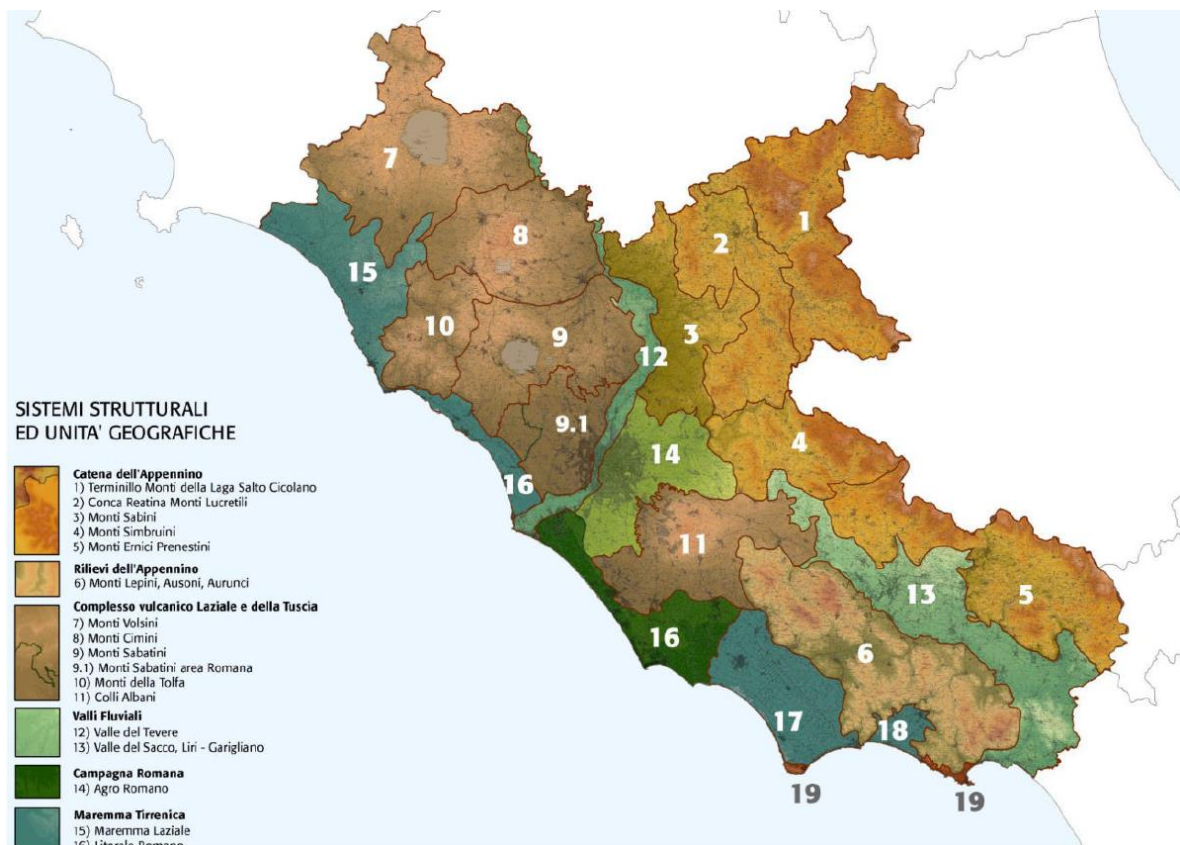 7
1
8
2
15
10
9
3
12
9.1
4
14
16
11
13
5
16
6
17
18
19
19
SISTEMI STRUTTURALI
ED UNITA' GEOGRAFICHE
Catena dell'Appennino
1) Terminillo Monti della Laga Salto Cicolano
2) Conca Reatina Monti Lucretili
3) Monti Sabini
4) Monti Simbruini
5) Monti Ernici Prenestini
Rilievi dell'Appennino
6) Monti Lepini, Ausoni, Aurunci
Complesso vulcanico Laziale e della Tuscia
7) Monti Volsini
8) Monti Cimini
9) Monti Sabatini
9.1) Monti Sabatini area Romana
10) Monti della Tolfa
11) Colli Albani
Valli Fluviali
12) Valle del Tevere
13) Valle del Sacco, Liri - Garigliano
Campagna Romana
14) Agro Romano
Maremma Tirrenica
15) Maremma Laziale
16) Litorale Romano